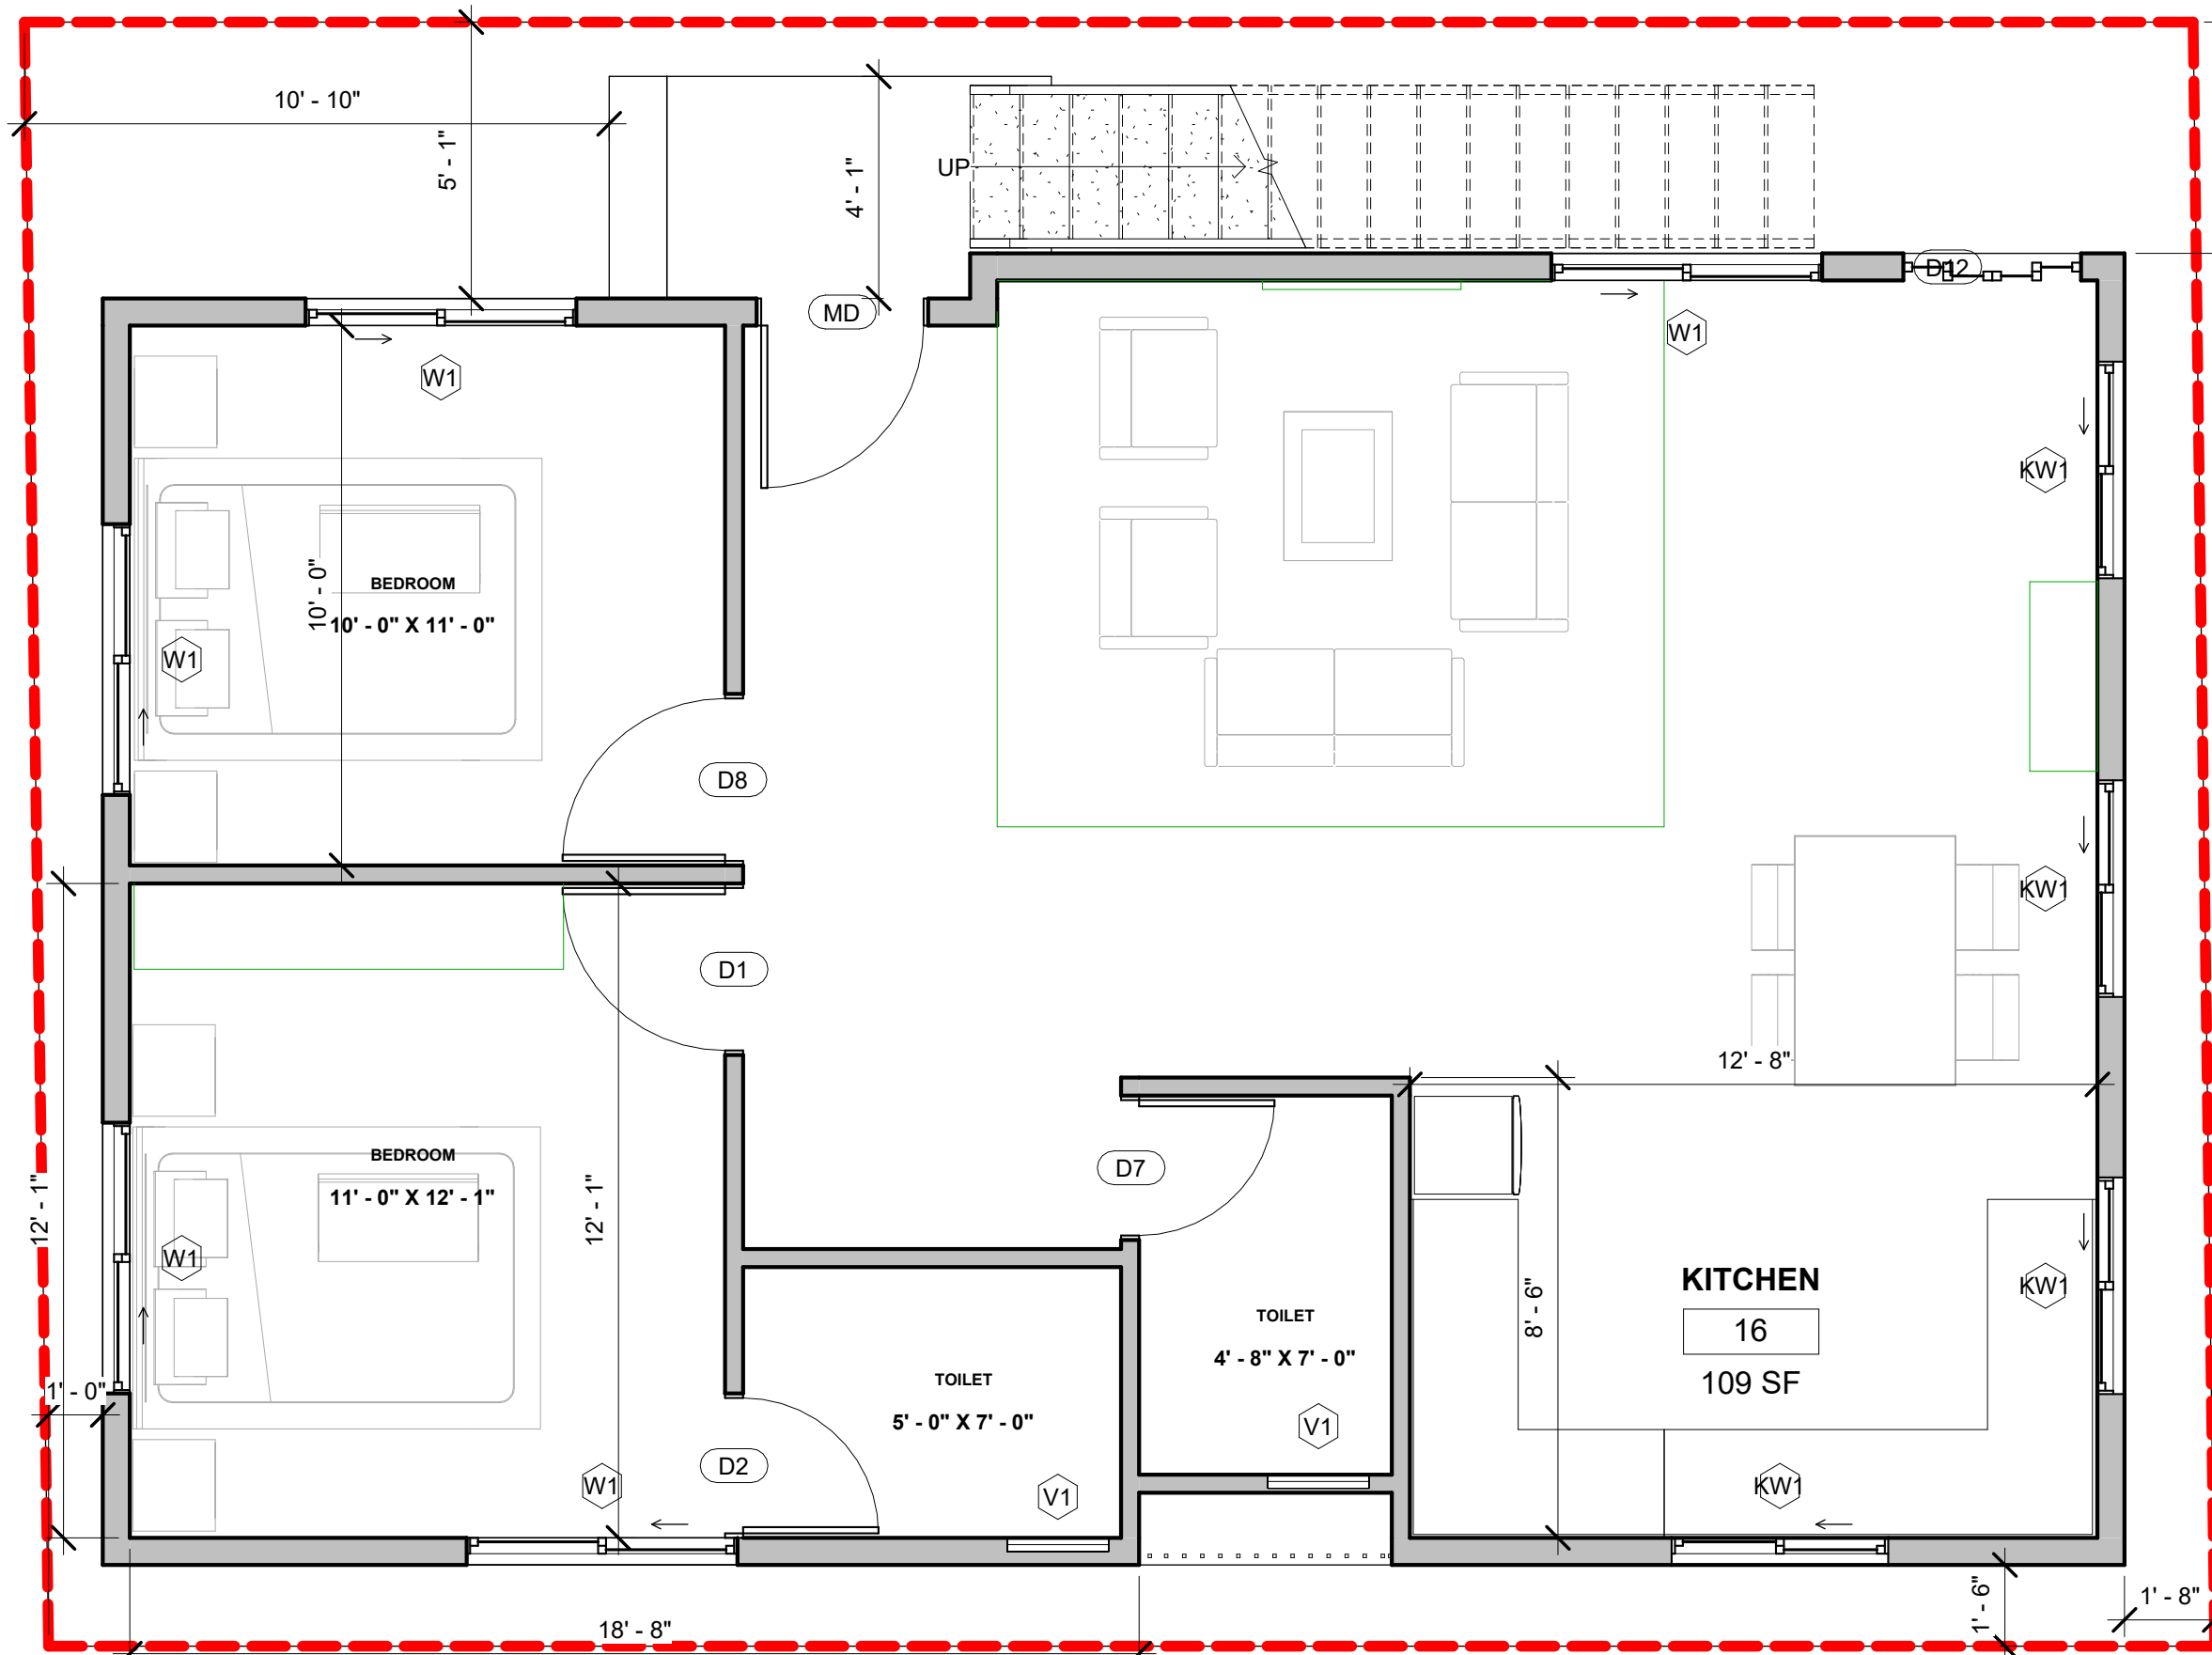 10' - 10"
5' - 1"
4' - 1"
UP
D12
MD
W1
W1
KW1
10' - 0"
BEDROOM
10' - 0" X 11' - 0"
W1
D8
KW1
D1
12' - 8"
BEDROOM
11' - 0" X 12' - 1"
D7
12' - 1"
12' - 1"
W1
KITCHEN
16
109 SF
8' - 6"
KW1
TOILET
4' - 8" X 7' - 0"
TOILET
5' - 0" X 7' - 0"
1' - 0"
V1
D2
W1
V1
KW1
18' - 8"
1' - 6"
1' - 8"